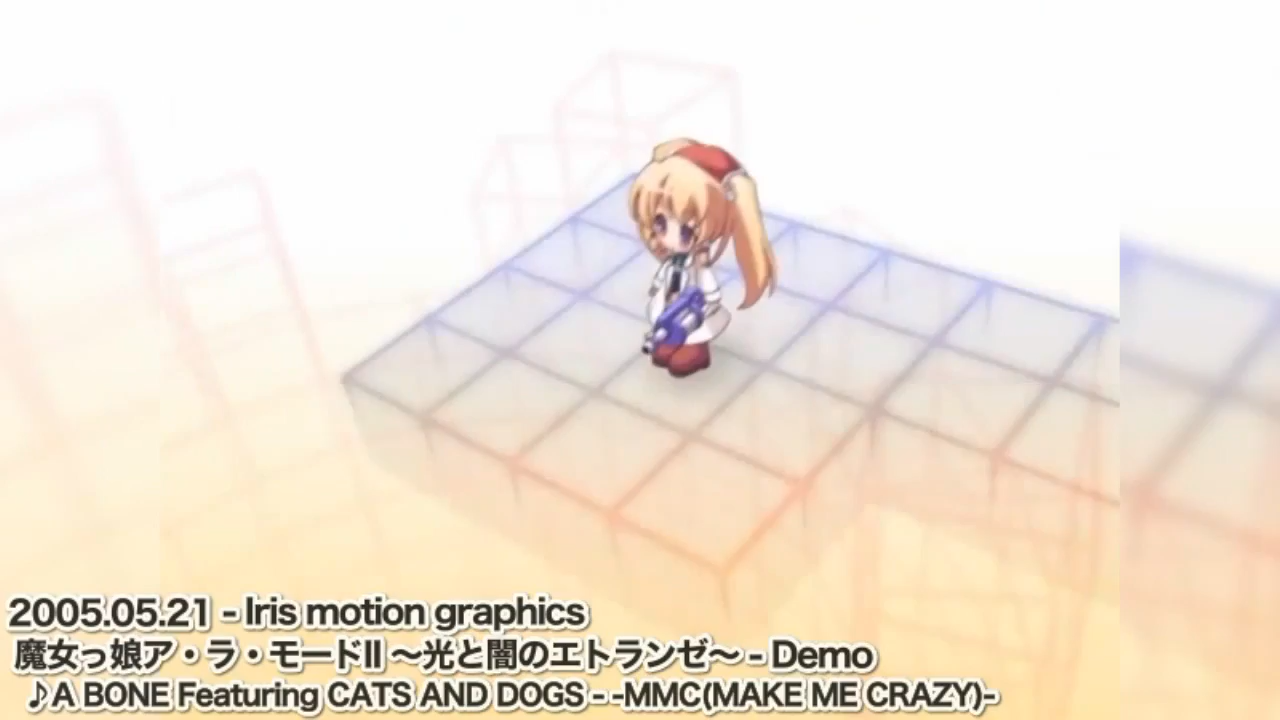 2005.05.21 - Iris motion graphics
魔女っ娘ア・ラ・モードII ～光と闇のエトランゼ～ - Demo
♪A BONE Featuring CATS AND DOGS - -MMC(MAKE ME CRAZY)-